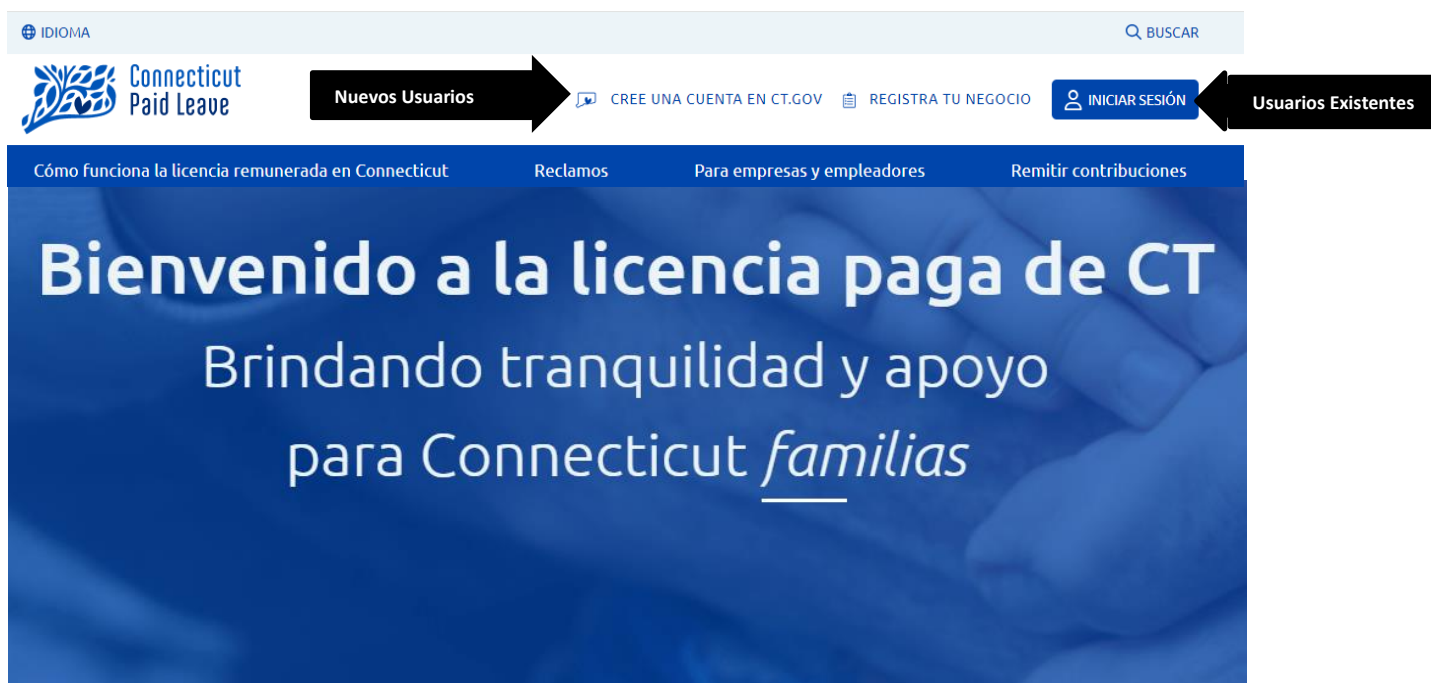 IDIOMA
BUSCAR
Connecticut
Paid Leave
Nuevos Usuarios
CREE UNA CUENTA EN CT.GOV
REGISTRA TU NEGOCIO
INICIAR SESIÓN
Usuarios Existentes
Cómo funciona la licencia remunerada en Connecticut
Reclamos
Para empresas y empleadores
Remitir contribuciones
Bienvenido a la licencia paga de CT
Brindando tranquilidad y apoyo
para Connecticut familias